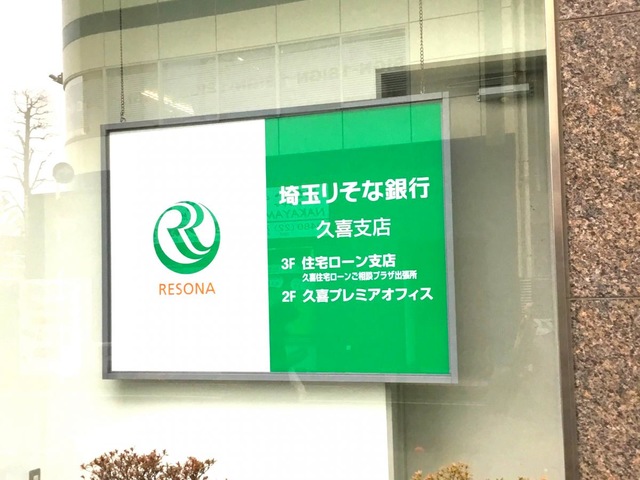 埼玉りそな銀行
久喜支店
3F 住宅ローン支店
久喜住宅ローンご相談プラザ出張所
2F 久喜プレミアオフィス
RESONA